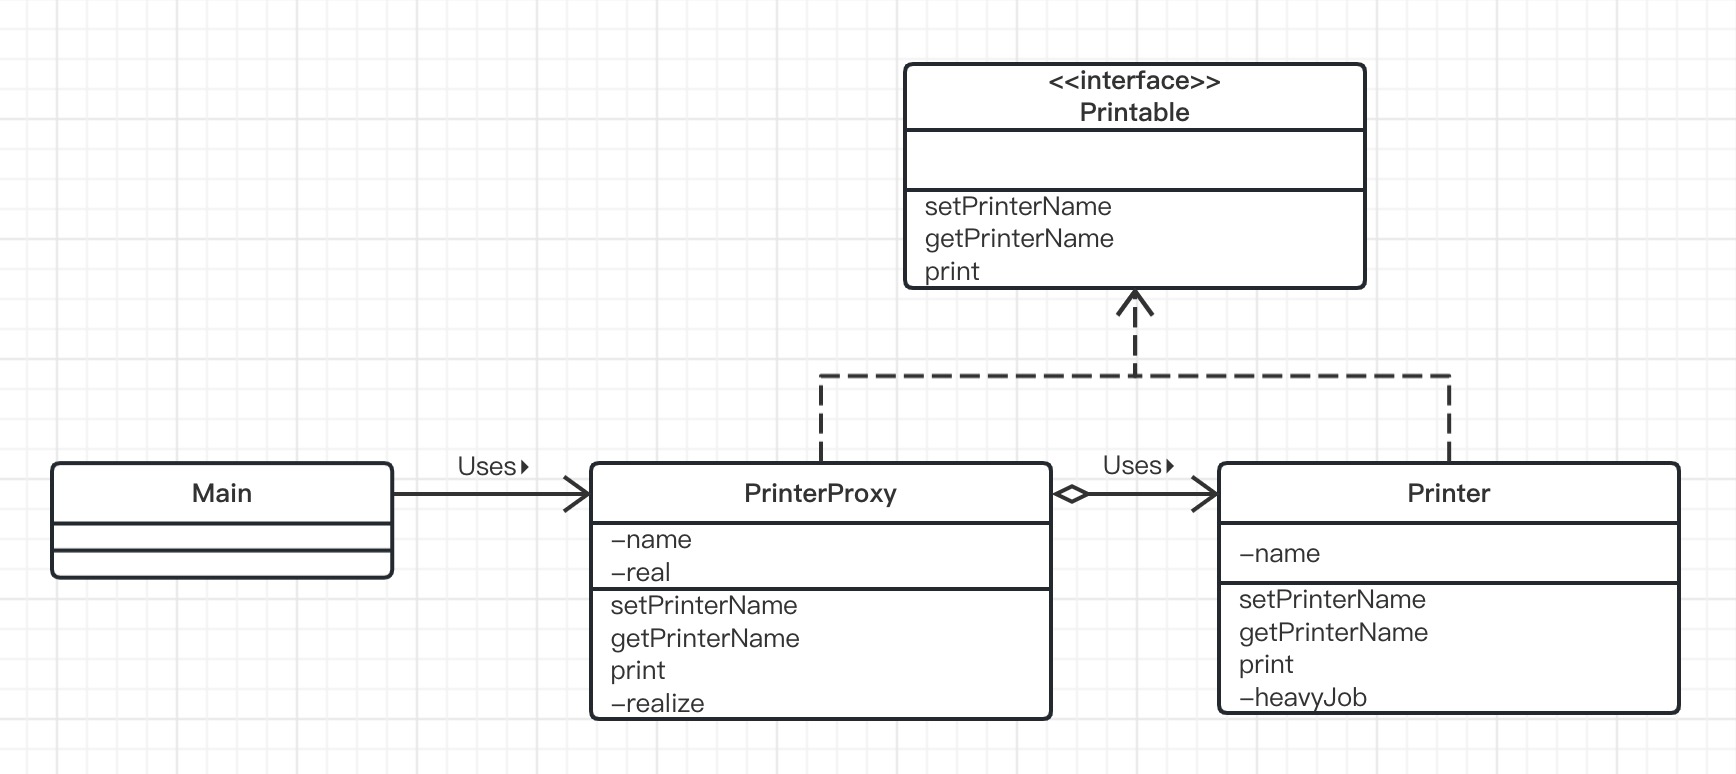 <<interface>>
Printable
setPrinterName
getPrinterName
print
Uses
Uses
Main
PrinterProxy
–name
–real
setPrinterName
getPrinterName
print
–realize
Printer
–name
setPrinterName
getPrinterName
print
–heavyJob